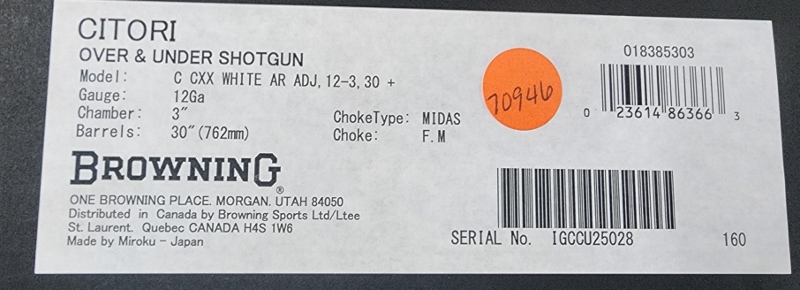 CITORI
OVER & UNDER SHOTGUN
Model: C CXX WHITE AR ADJ, 12-3, 30 +
Gauge: 12Ga
Chamber: 3"
Barrels: 30"(762mm)
ChokeType: MIDAS
Choke: F.M
70946
018385303
0 23614 86366 3
BROWNING®
ONE BROWNING PLACE. MORGAN. UTAH 84050
Distributed in Canada by Browning Sports Ltd/Ltee
St. Laurent. Quebec CANADA H4S 1W6
Made by Miroku - Japan
SERIAL No. IGCCU25028
160